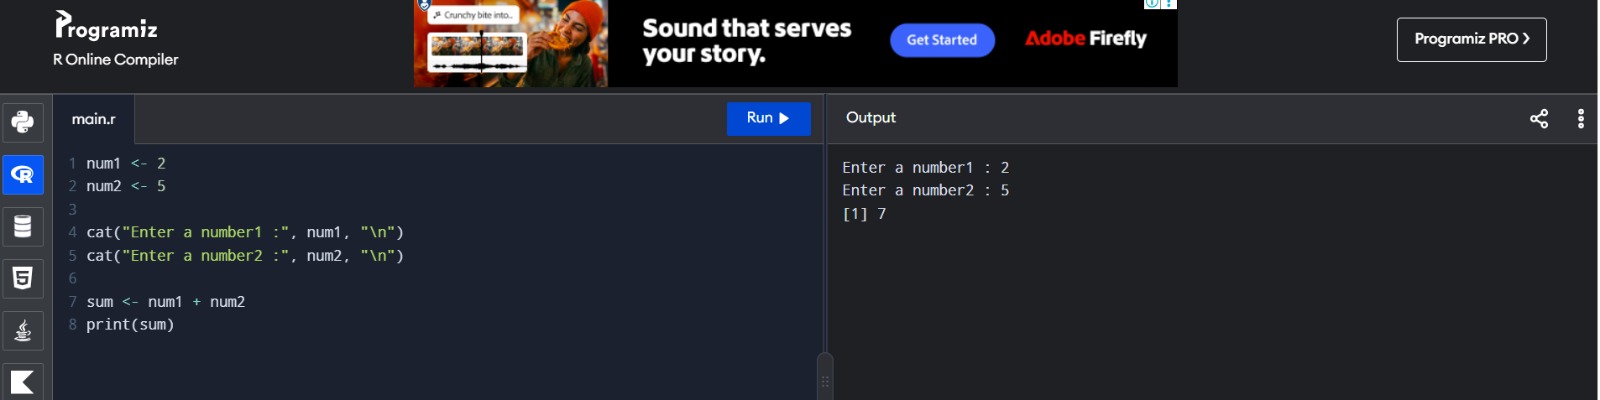 Programiz
R Online Compiler
Crunchy bite into..
Sound that serves
your story.
Get Started
Adobe Firefly
Programiz PRO >
main.r
Run
Output
1 num1 <- 2
2 num2 <- 5
3
4 cat("Enter a number1 :", num1, "\n")
5 cat("Enter a number2 :", num2, "\n")
6
7 sum <- num1 + num2
8 print(sum)
Enter a number1 : 2
Enter a number2 : 5
[1] 7